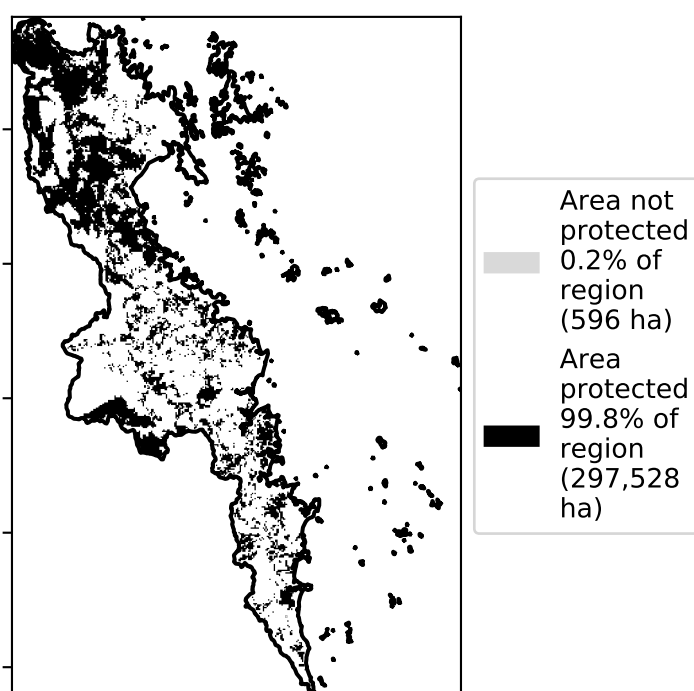 Area not
protected
0.2% of
region
(596 ha)
Area
protected
99.8% of
region
(297,528
ha)